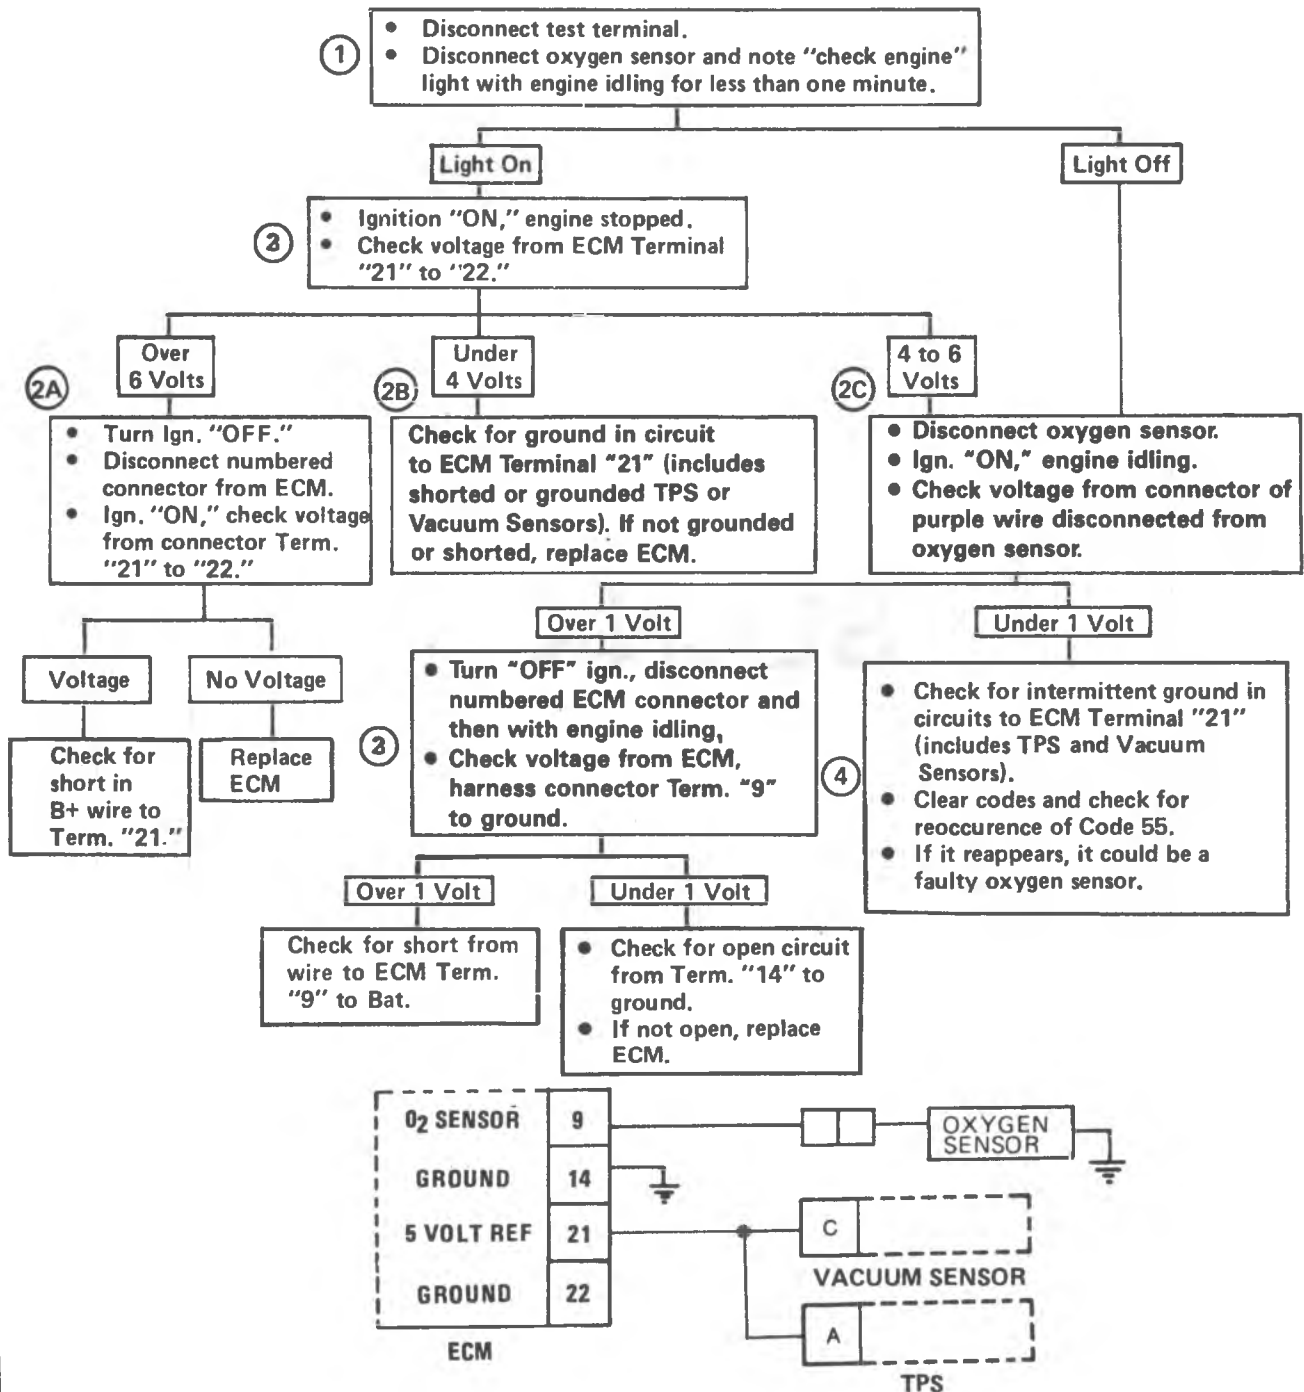 ① • Disconnect test terminal.
• Disconnect oxygen sensor and note "check engine"
light with engine idling for less than one minute.
Light On
Light Off
② • Ignition "ON," engine stopped.
• Check voltage from ECM Terminal
"21" to "22."
Over
6 Volts
Under
4 Volts
4 to 6
Volts
2A
• Turn Ign. "OFF."
• Disconnect numbered
connector from ECM.
• Ign. "ON," check voltage
from connector Term.
"21" to "22."
2B
Check for ground in circuit
to ECM Terminal "21" (includes
shorted or grounded TPS or
Vacuum Sensors). If not grounded
or shorted, replace ECM.
2C
• Disconnect oxygen sensor.
• Ign. "ON," engine idling.
• Check voltage from connector of
purple wire disconnected from
oxygen sensor.
Voltage
No Voltage
Check for
short in
B+ wire to
Term. "21."
Replace
ECM
Over 1 Volt
Under 1 Volt
③
• Turn "OFF" ign., disconnect
numbered ECM connector and
then with engine idling,
• Check voltage from ECM,
harness connector Term. "9"
to ground.
④
• Check for intermittent ground in
circuits to ECM Terminal "21"
(includes TPS and Vacuum
Sensors).
• Clear codes and check for
reoccurence of Code 55.
• If it reappears, it could be a
faulty oxygen sensor.
Over 1 Volt
Under 1 Volt
Check for short from
wire to ECM Term.
"9" to Bat.
• Check for open circuit
from Term. "14" to
ground.
• If not open, replace
ECM.
O2 SENSOR 9
GROUND 14
5 VOLT REF 21
GROUND 22
ECM
OXYGEN
SENSOR
C
VACUUM SENSOR
A
TPS